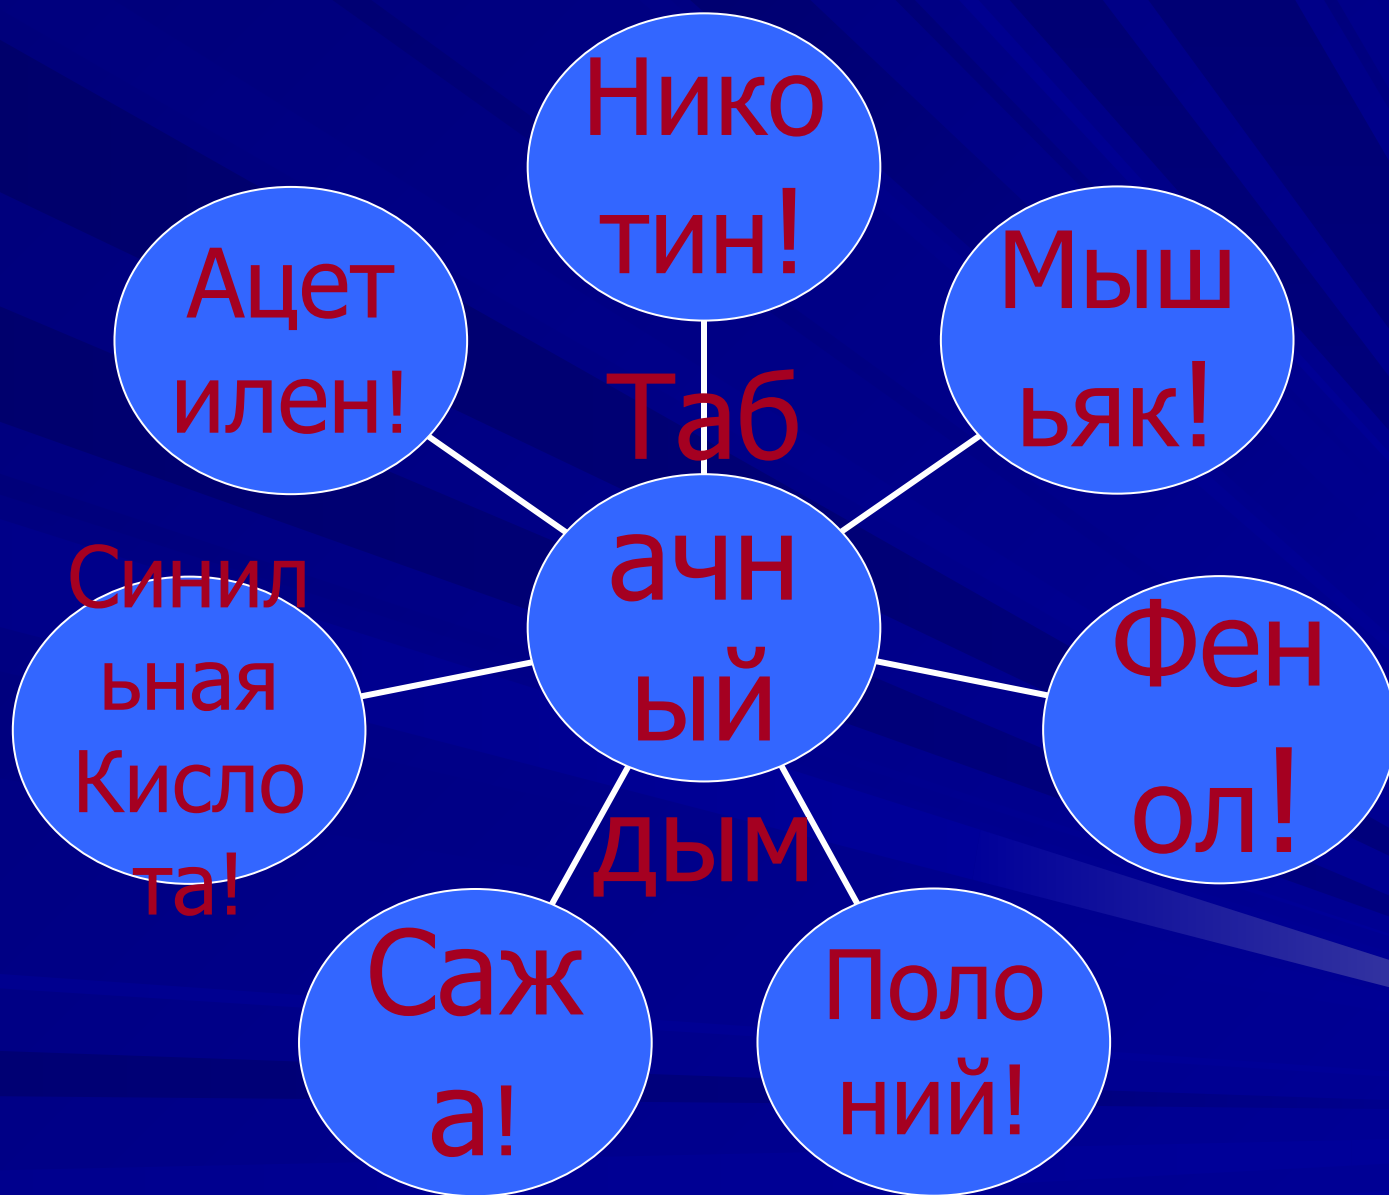 Нико
тин!
Мыш
ьяк!
Фен
ол!
Поло
ний!
Саж
а!
Синил
ьная
Кисло
та!
Ацет
илен!
Таб
ачн
ый
дым